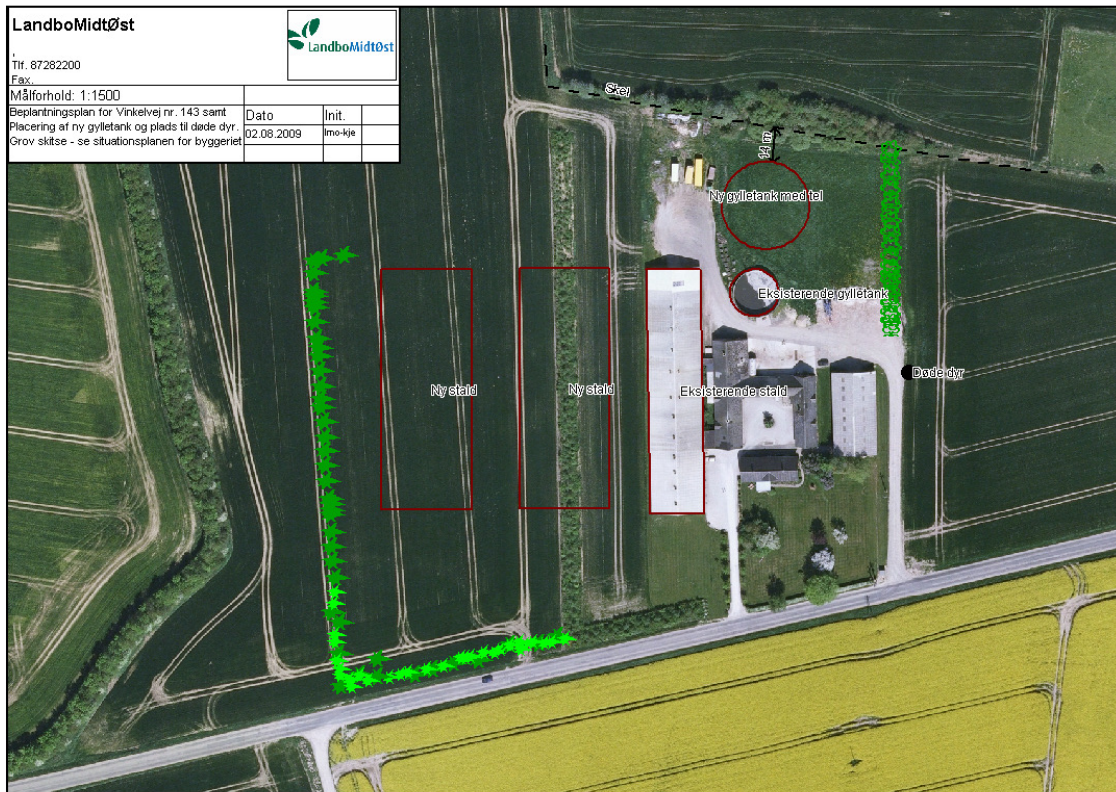 LandboMidtØst
LandboMidtØst
,
Tlf. 87282200
Fax.
Målforhold: 1:1500
Beplantningsplan for Vinkelvej nr. 143 samt
Placering af ny gylletank og plads til døde dyr.
Grov skitse - se situationsplanen for byggeriet
Dato
Init.
02.08.2009
lmo-kje
Skel
14 m
Ny gylletank med tel
Eksisterende gylletank
Døde dyr
Ny stald
Ny stald
Eksisterende stald